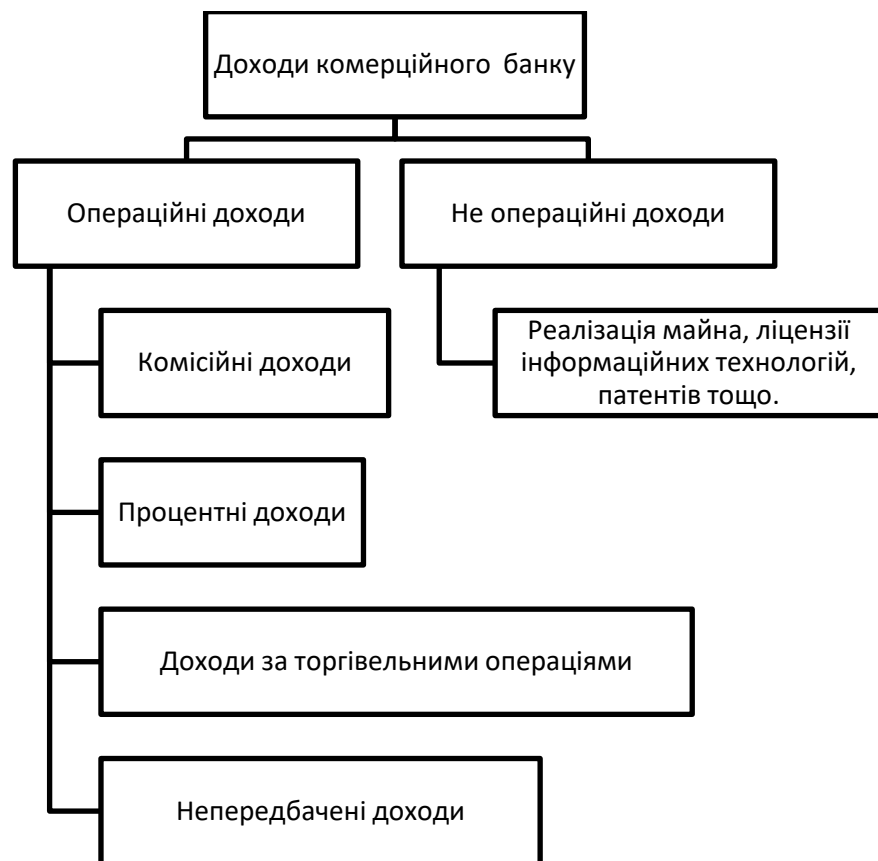 Доходи комерційного банку
Операційні доходи
Не операційні доходи
Комісійні доходи
Реалізація майна, ліцензії
інформаційних технологій,
патентів тощо.
Процентні доходи
Доходи за торгівельними операціями
Непередбачені доходи